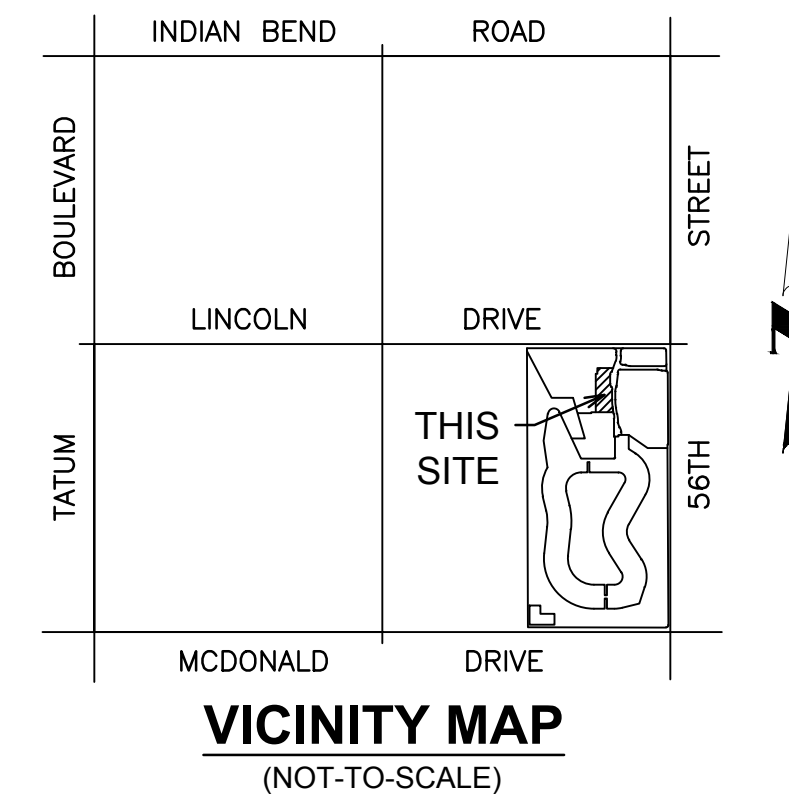 INDIAN BEND ROAD
BOULEVARD
STREET
LINCOLN DRIVE
THIS
SITE
TATUM
56TH
MCDONALD DRIVE
VICINITY MAP
(NOT-TO-SCALE)